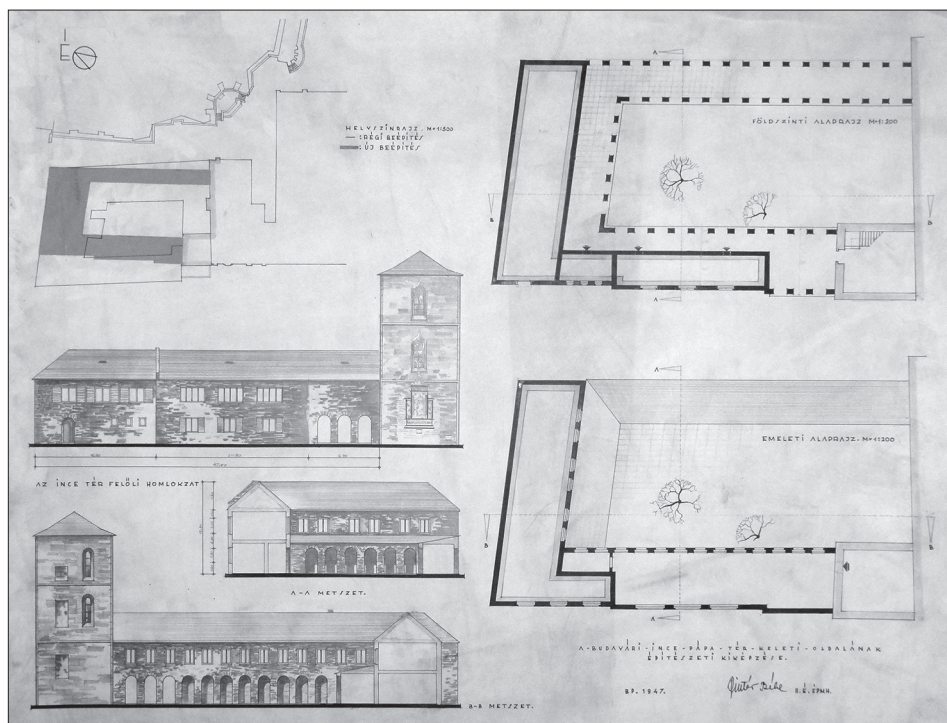 É
HELYSZÍNRAJZ. M=1:500
:RÉGI BEÉPÍTÉS
:ÚJ BEÉPÍTÉS
FÖLDSZINTI ALAPRAJZ M=1:200
A
A
B
B
AZ INCE TÉR FELŐLI HOMLOKZAT
A-A METSZET.
EMELETI ALAPRAJZ. M=1:200
A
A
B
B
B-B METSZET.
A-BUDAVÁRI-INCE-PÁPA-TÉR-KELETI-OLDALÁNAK
ÉPÍTÉSZETI KIKÉPZÉSE.
BP. 1947.